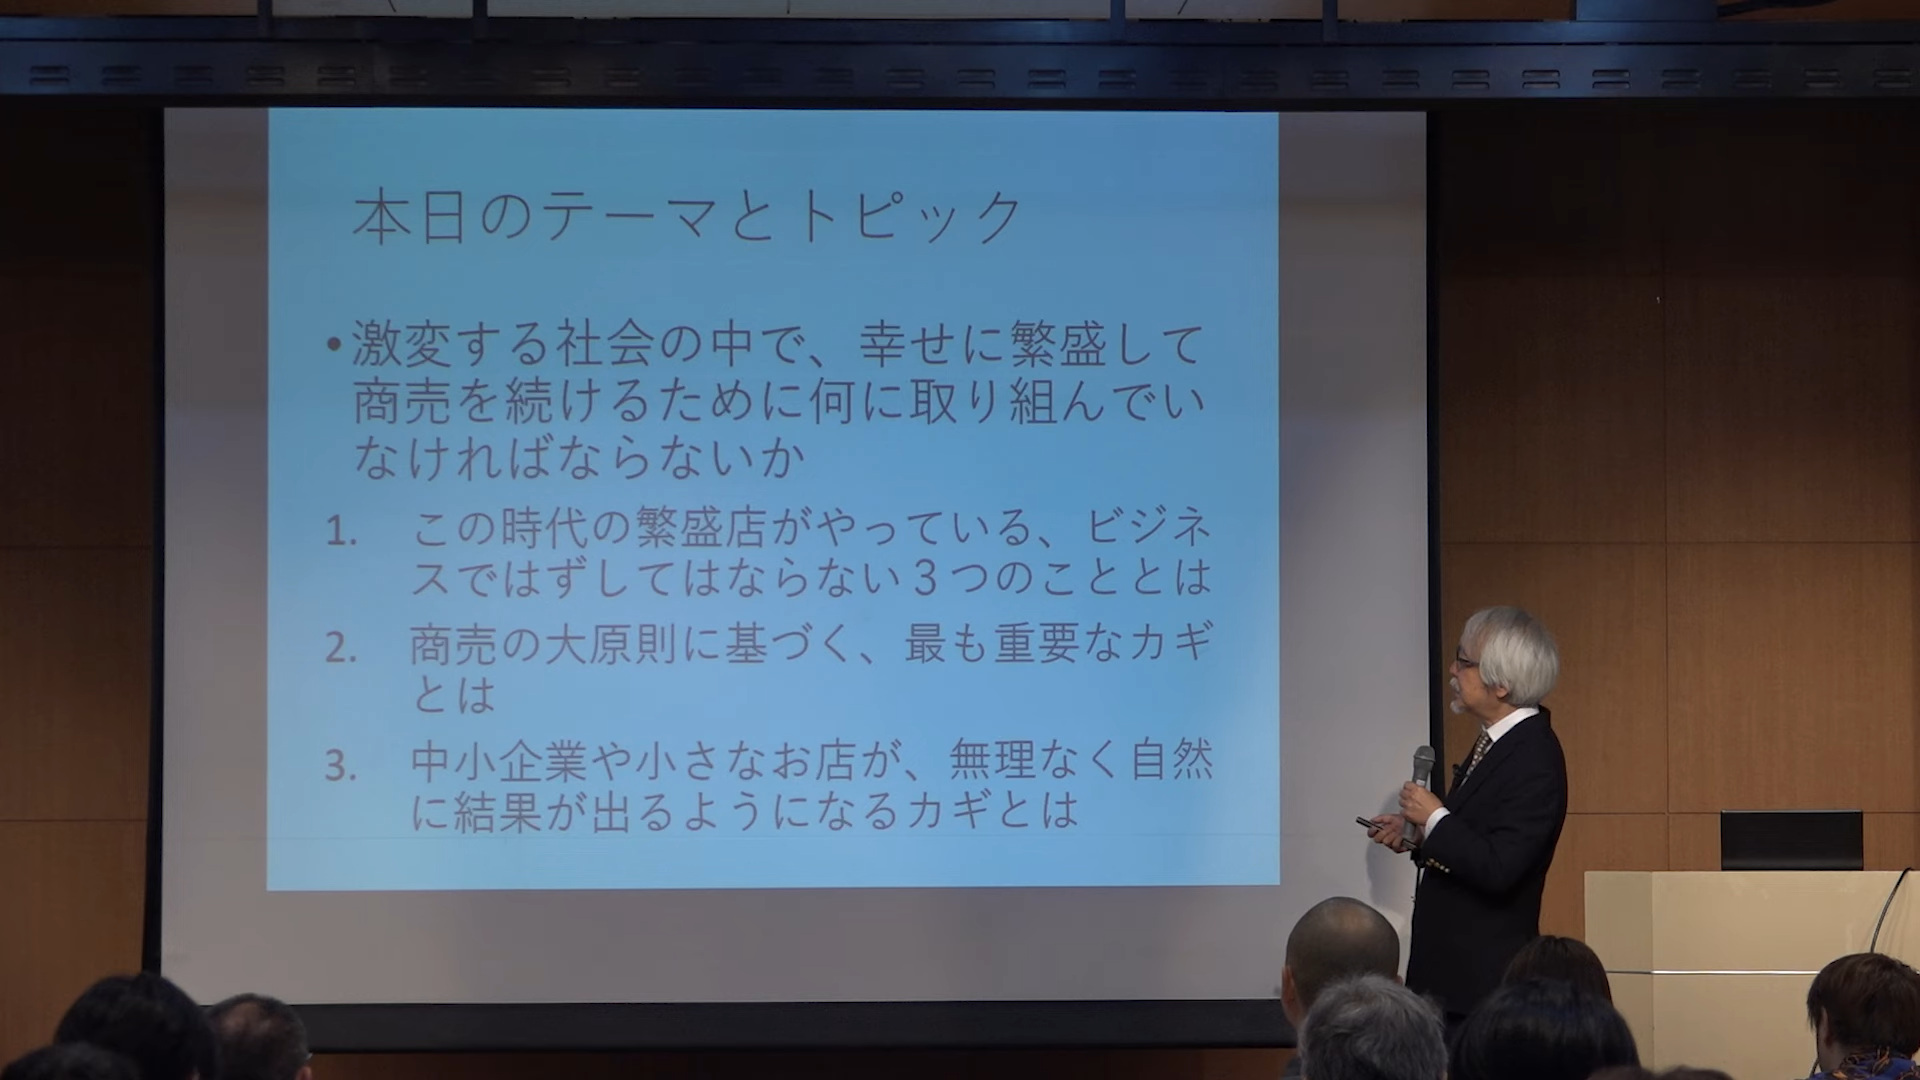 本日のテーマとトピック
•激変する社会の中で、幸せに繁盛して
商売を続けるために何に取り組んでい
なければならないか
1. この時代の繁盛店がやっている、ビジネ
スではずしてはならない３つのこととは
2. 商売の大原則に基づく、最も重要なカギ
とは
3. 中小企業や小さなお店が、無理なく自然
に結果が出るようになるカギとは